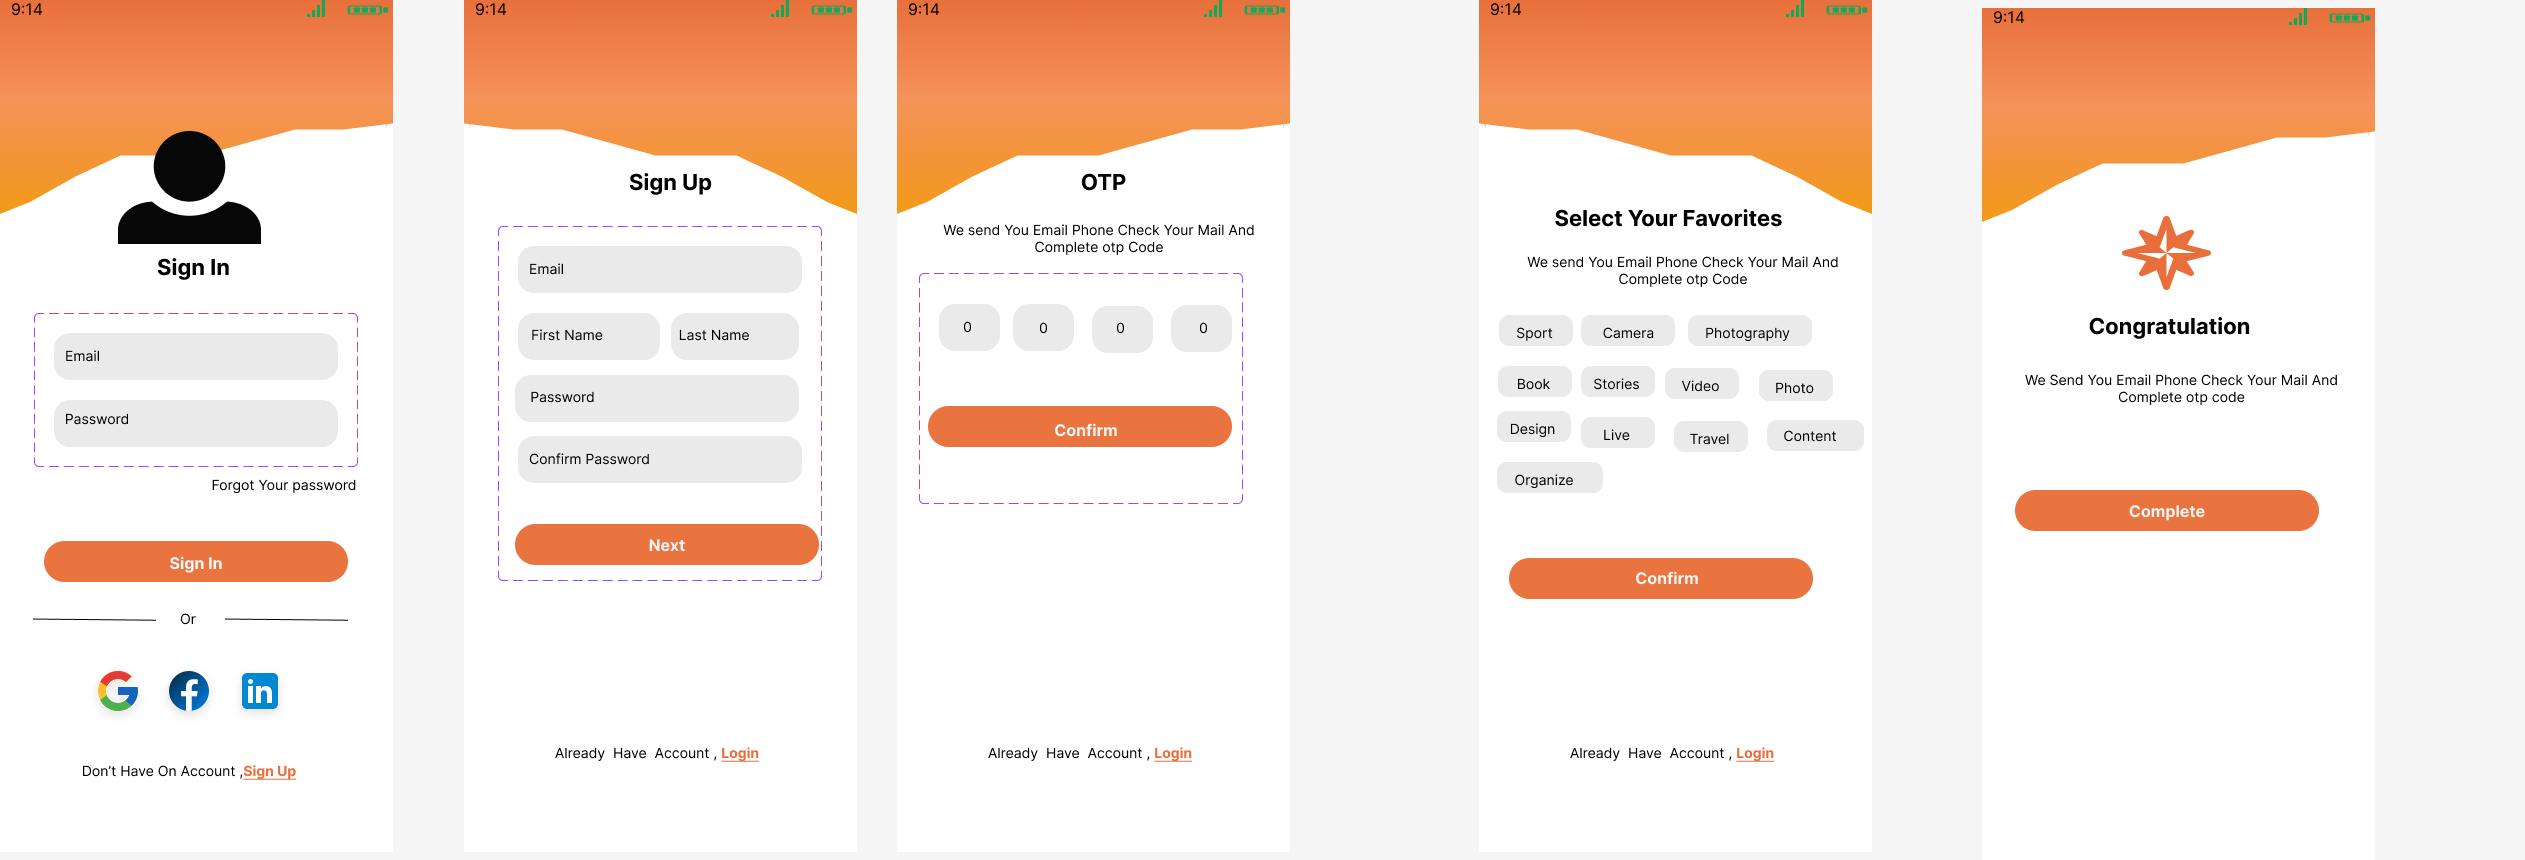 9:14
Sign In
Email
Password
Forgot Your password
Sign In
Or
in
Don't Have On Account ,Sign Up
9:14
Sign Up
Email
First Name Last Name
Password
Confirm Password
Next
Already Have Account , Login
9:14
OTP
We send You Email Phone Check Your Mail And
Complete otp Code
0 0 0 0
Confirm
Already Have Account , Login
9:14
Select Your Favorites
We send You Email Phone Check Your Mail And
Complete otp Code
Sport Camera Photography
Book Stories Video Photo
Design Live Travel Content
Organize
Confirm
Already Have Account , Login
9:14
Congratulation
We Send You Email Phone Check Your Mail And
Complete otp code
Complete